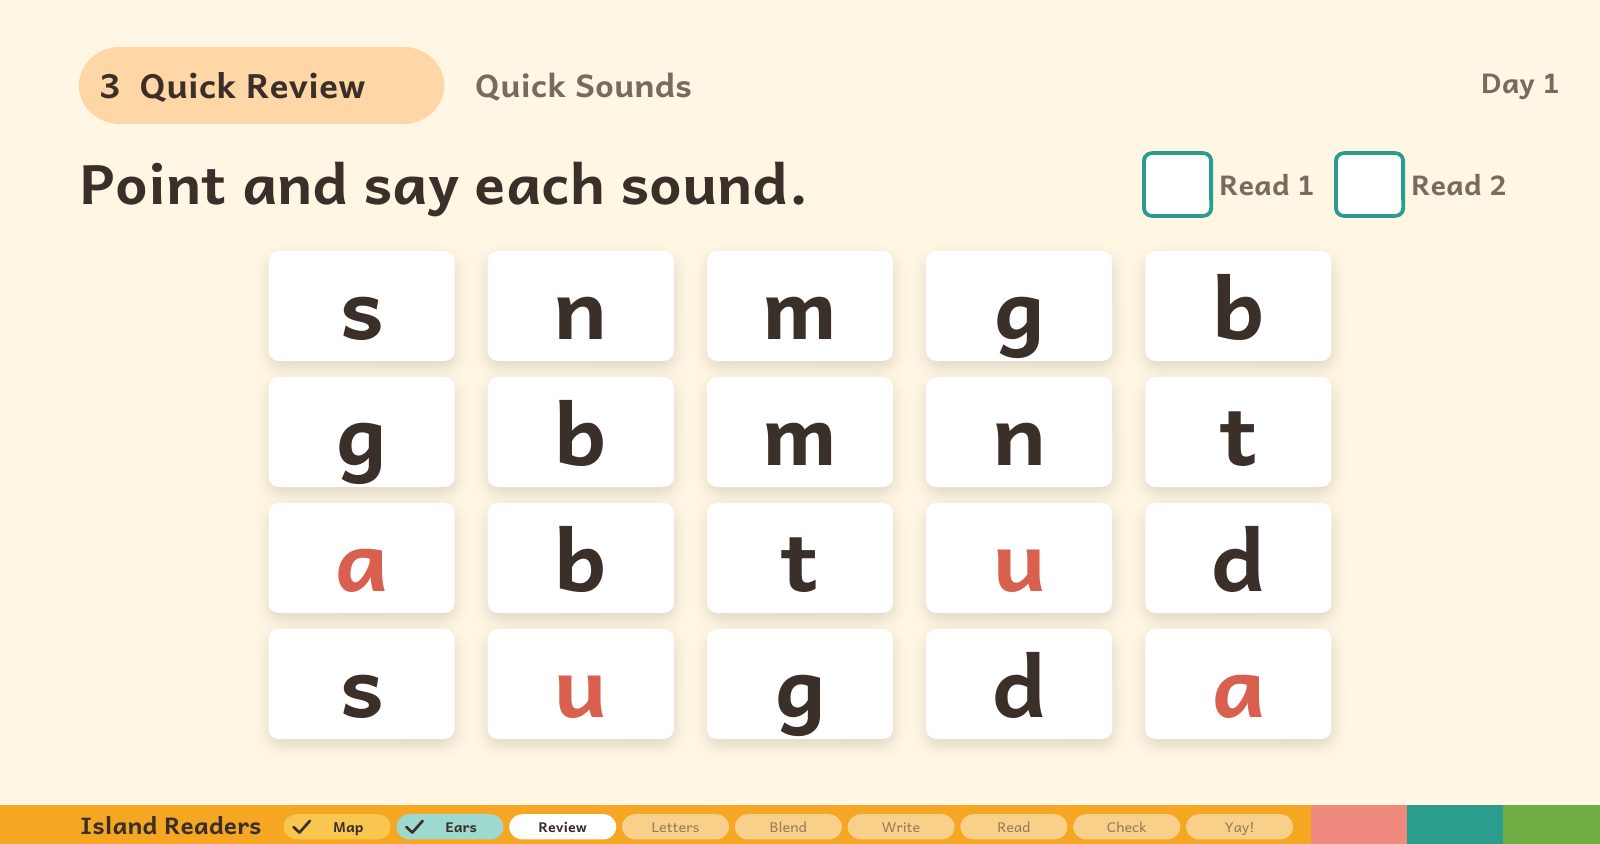 3 Quick Review Quick Sounds Day 1
Point and say each sound. Read 1 Read 2
s n m g b
g b m n t
a b t u d
s u g d a
Island Readers Map Ears Review Letters Blend Write Read Check Yay!